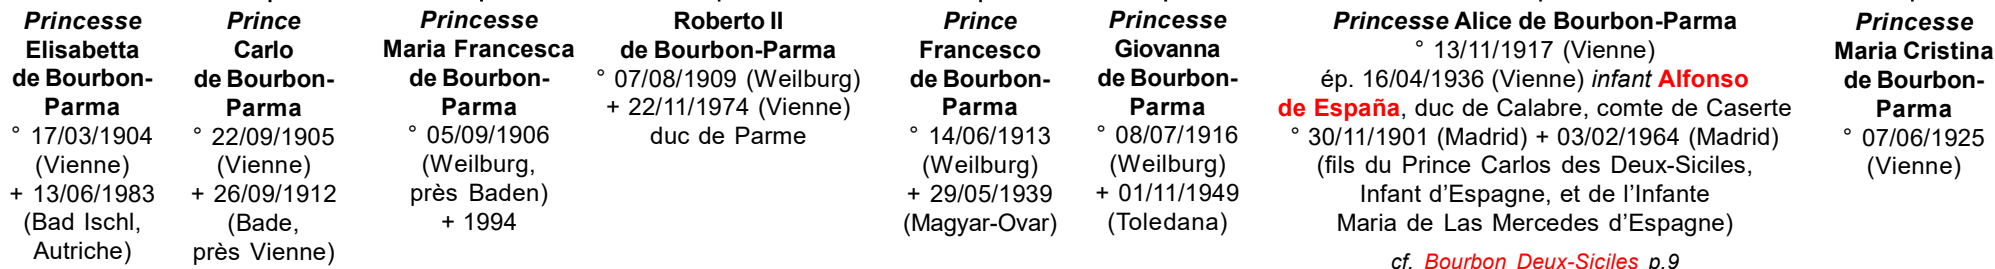 Princesse
Elisabetta
de Bourbon-
Parma
° 17/03/1904
(Vienne)
+ 13/06/1983
(Bad Ischl,
Autriche)
Prince
Carlo
de Bourbon-
Parma
° 22/09/1905
(Vienne)
+ 26/09/1912
(Bade,
près Vienne)
Princesse
Maria Francesca
de Bourbon-
Parma
° 05/09/1906
(Weilburg,
près Baden)
+ 1994
Roberto II
de Bourbon-Parma
° 07/08/1909 (Weilburg)
+ 22/11/1974 (Vienne)
duc de Parme
Prince
Francesco
de Bourbon-
Parma
° 14/06/1913
(Weilburg)
+ 29/05/1939
(Magyar-Ovar)
Princesse
Giovanna
de Bourbon-
Parma
° 08/07/1916
(Weilburg)
+ 01/11/1949
(Toledana)
Princesse Alice de Bourbon-Parma
° 13/11/1917 (Vienne)
ép. 16/04/1936 (Vienne) infant Alfonso
de España, duc de Calabre, comte de Caserte
° 30/11/1901 (Madrid) + 03/02/1964 (Madrid)
(fils du Prince Carlos des Deux-Siciles,
Infant d'Espagne, et de l'Infante
Maria de Las Mercedes d'Espagne)
cf. Bourbon Deux-Siciles p.9
Princesse
Maria Cristina
de Bourbon-
Parma
° 07/06/1925
(Vienne)